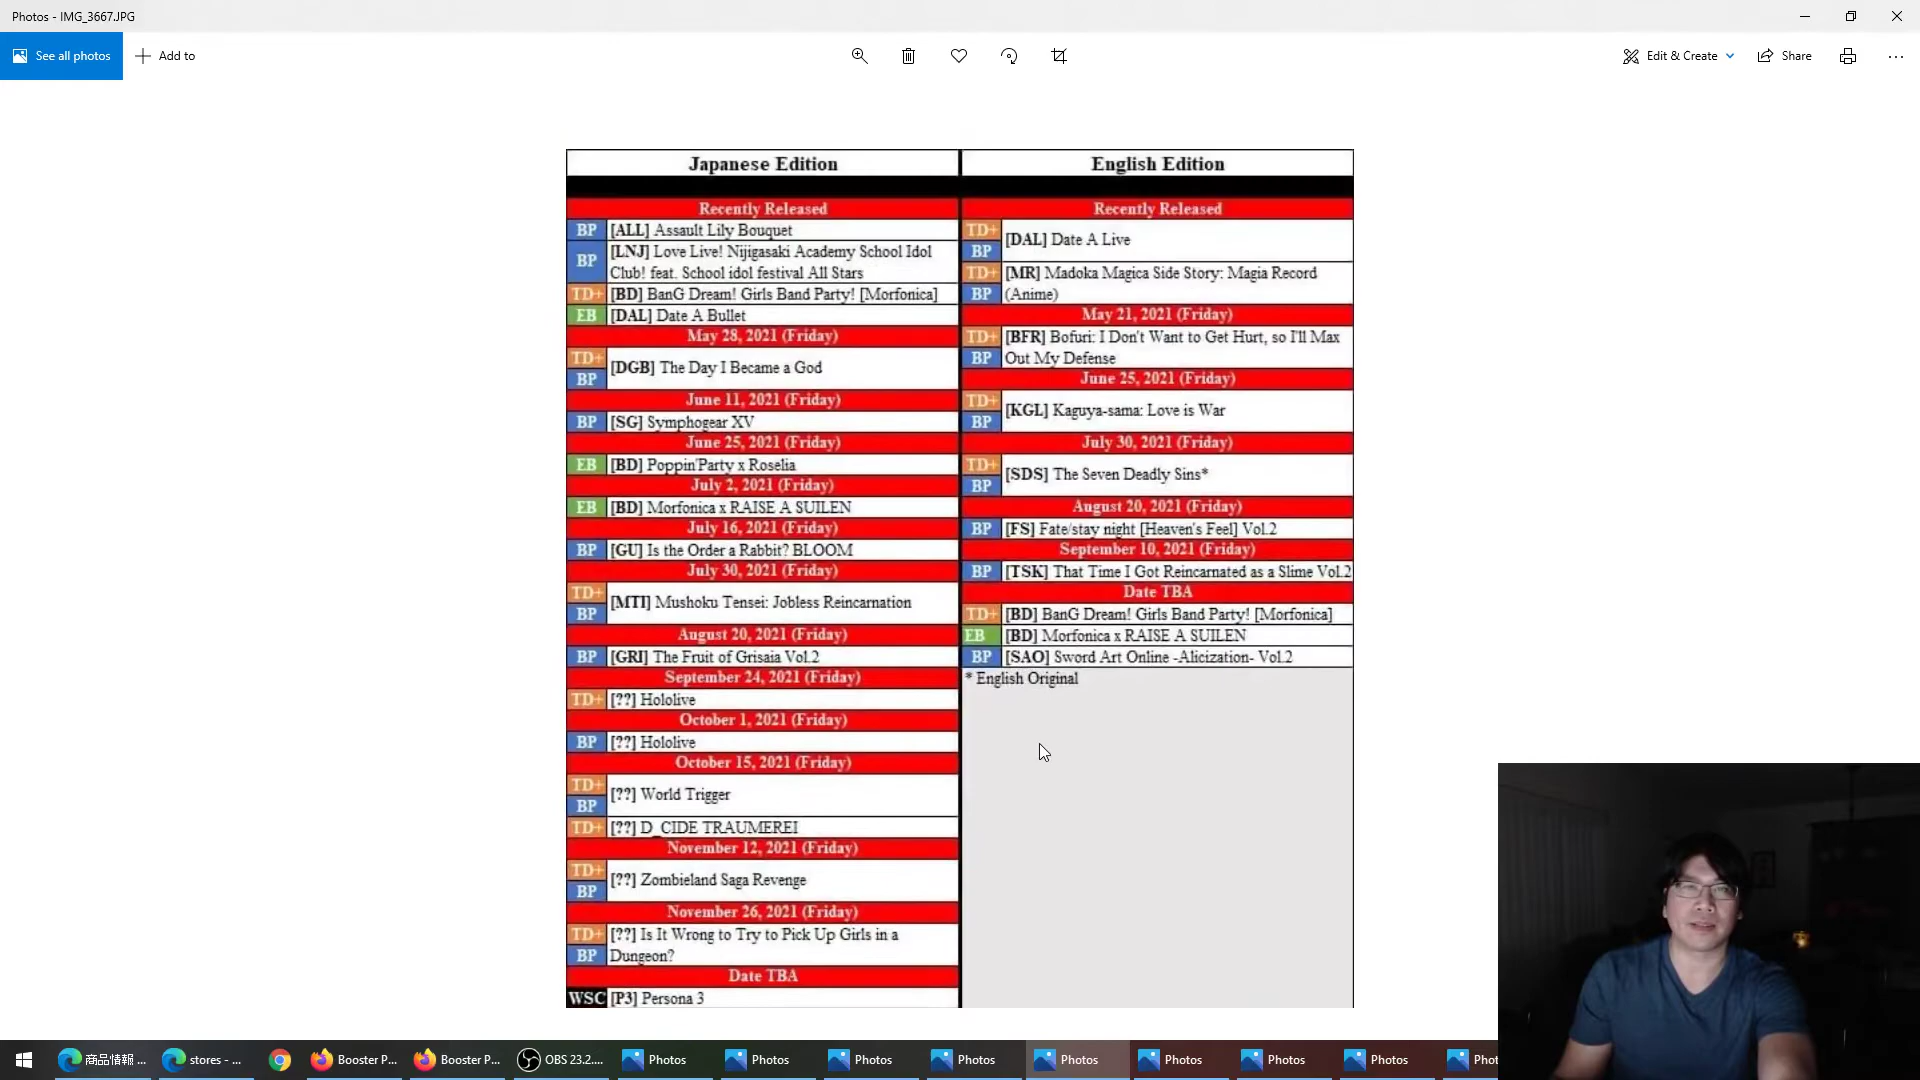 Photos - IMG_3667.JPG
See all photos
Add to
Edit & Create
Share
Japanese Edition
Recently Released
BP [ALL] Assault Lily Bouquet
BP [LNJ] Love Live! Nijigasaki Academy School Idol
Club! feat. School idol festival All Stars
TD+ [BD] BanG Dream! Girls Band Party! [Morfonica]
EB [DAL] Date A Bullet
May 28, 2021 (Friday)
TD+
BP
[DGB] The Day I Became a God
June 11, 2021 (Friday)
BP [SG] Symphogear XV
June 25, 2021 (Friday)
EB [BD] Poppin'Party x Roselia
July 2, 2021 (Friday)
EB [BD] Morfonica x RAISE A SUILEN
July 16, 2021 (Friday)
BP [GU] Is the Order a Rabbit? BLOOM
July 30, 2021 (Friday)
TD+
BP
[MTI] Mushoku Tensei: Jobless Reincarnation
August 20, 2021 (Friday)
BP [GRI] The Fruit of Grisaia Vol.2
September 24, 2021 (Friday)
TD+ [??] Hololive
October 1, 2021 (Friday)
BP [??] Hololive
October 15, 2021 (Friday)
TD+
BP
[??] World Trigger
TD+ [??] D_CIDE TRAUMEREI
November 12, 2021 (Friday)
TD+
BP
[??] Zombieland Saga Revenge
November 26, 2021 (Friday)
TD+ [??] Is It Wrong to Try to Pick Up Girls in a
BP Dungeon?
Date TBA
WSC [P3] Persona 3
English Edition
Recently Released
TD+
BP
[DAL] Date A Live
TD+ [MR] Madoka Magica Side Story: Magia Record
BP (Anime)
May 21, 2021 (Friday)
TD+ [BFR] Bofuri: I Don't Want to Get Hurt, so I'll Max
BP Out My Defense
June 25, 2021 (Friday)
TD+
BP
[KGL] Kaguya-sama: Love is War
July 30, 2021 (Friday)
TD+
BP
[SDS] The Seven Deadly Sins*
August 20, 2021 (Friday)
BP [FS] Fate/stay night [Heaven's Feel] Vol.2
September 10, 2021 (Friday)
BP [TSK] That Time I Got Reincarnated as a Slime Vol.2
Date TBA
TD+ [BD] BanG Dream! Girls Band Party! [Morfonica]
EB [BD] Morfonica x RAISE A SUILEN
BP [SAO] Sword Art Online -Alicization- Vol.2
* English Original
商品情報 ...
stores - ...
Booster P...
Booster P...
OBS 23.2....
Photos
Photos
Photos
Photos
Photos
Photos
Photos
Photos
Phot